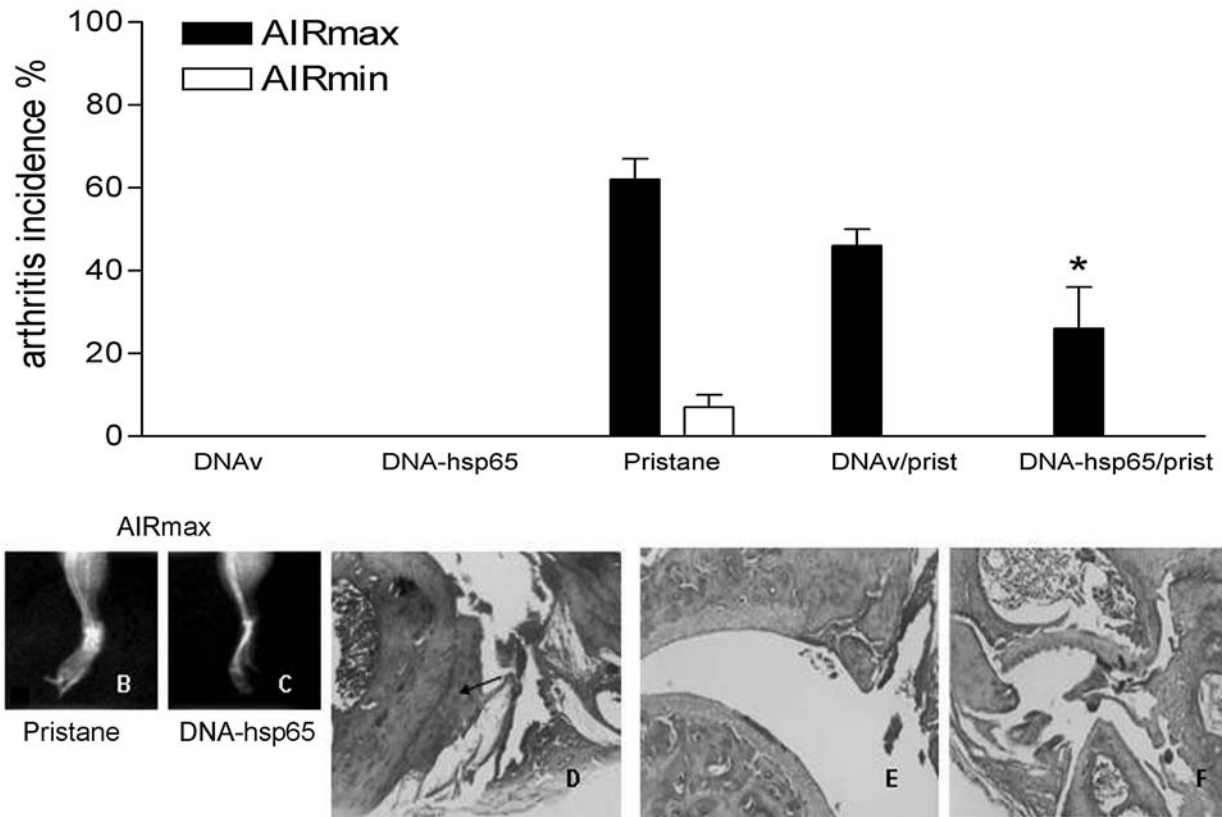 100
80
60
40
20
0
arthritis incidence %
AIRmax
AIRmin
*
DNAv DNA-hsp65 Pristane DNAv/prist DNA-hsp65/prist
AIRmax
B C D E F
Pristane DNA-hsp65